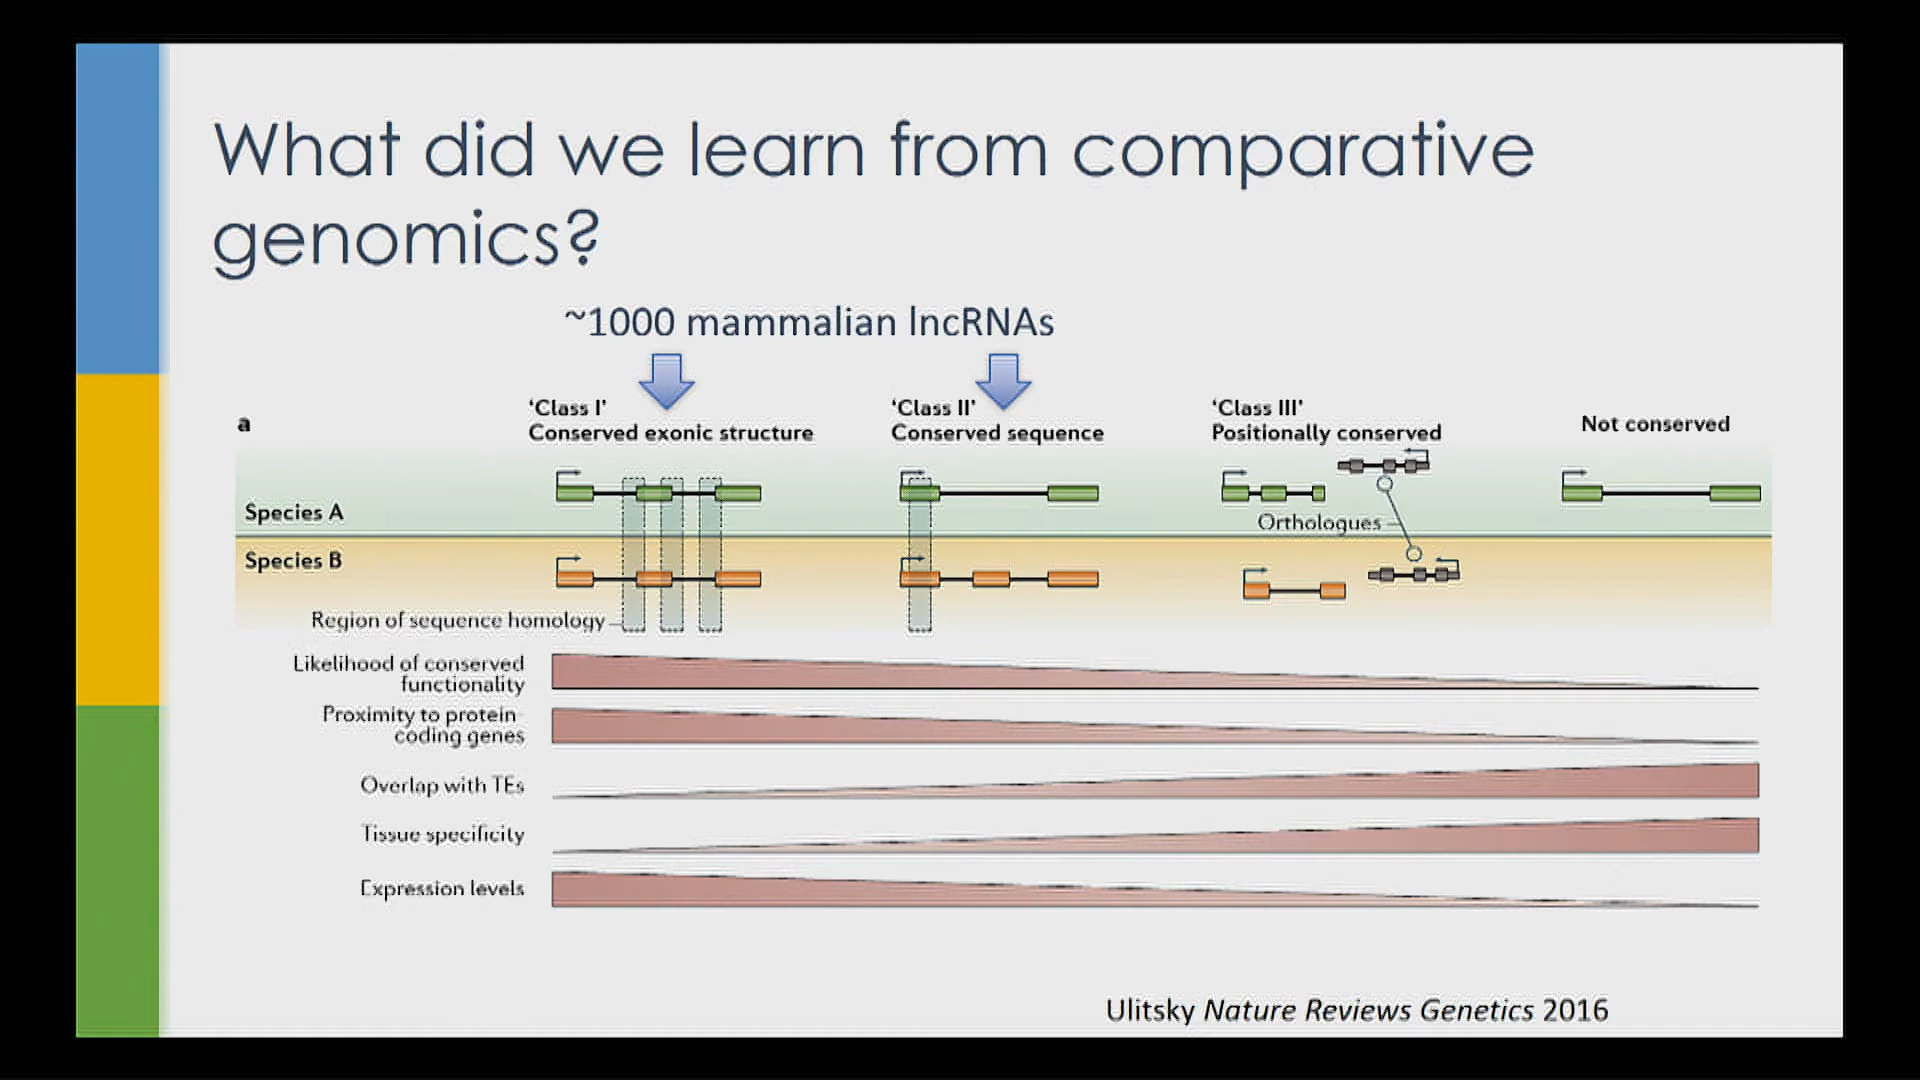 What did we learn from comparative
genomics?
~1000 mammalian lncRNAs
a
‘Class I’
Conserved exonic structure
‘Class II’
Conserved sequence
‘Class III’
Positionally conserved
Not conserved
Species A
Orthologues
Species B
Region of sequence homology
Likelihood of conserved
functionality
Proximity to protein-
coding genes
Overlap with TEs
Tissue specificity
Expression levels
Ulitsky Nature Reviews Genetics 2016